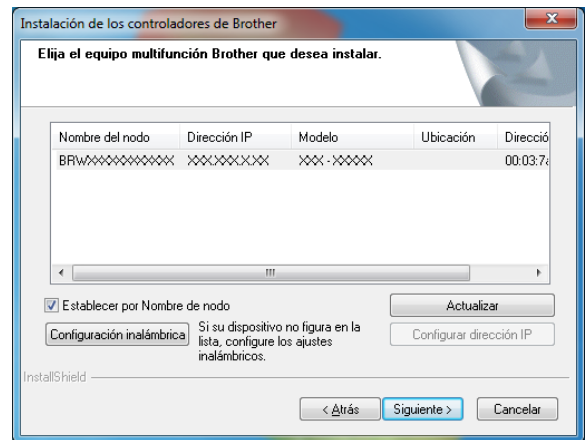 Instalación de los controladores de Brother
Elija el equipo multifunción Brother que desea instalar.
Nombre del nodo Dirección IP Modelo Ubicación Direcció
BRWXXXXXXXXXXXX XXX.XXX.X.XX XXX - XXXXX 00:03:7a
Establecer por Nombre de nodo
Actualizar
Configuración inalámbrica
Si su dispositivo no figura en la
lista, configure los ajustes
inalámbricos.
Configurar dirección IP
InstallShield
< Atrás
Siguiente >
Cancelar